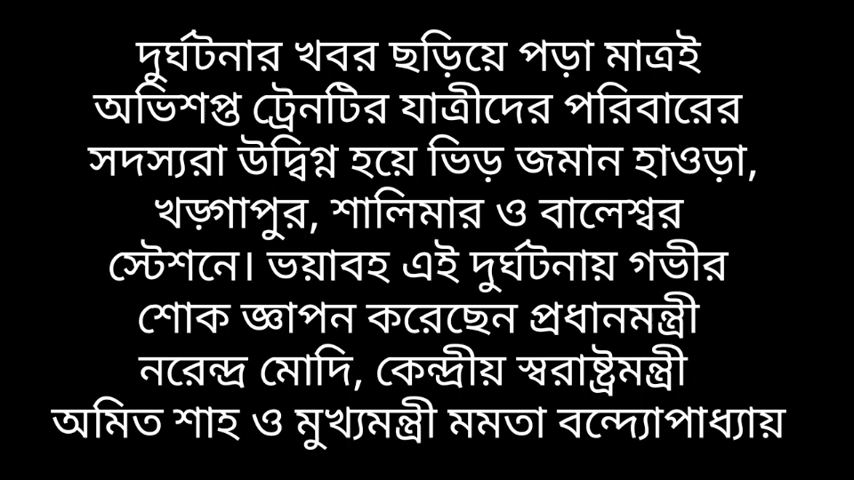 দুর্ঘটনার খবর ছড়িয়ে পড়া মাত্রই
অভিশপ্ত ট্রেনটির যাত্রীদের পরিবারের
সদস্যরা উদ্বিগ্ন হয়ে ভিড় জমান হাওড়া,
খড়্গাপুর, শালিমার ও বালেশ্বর
স্টেশনে। ভয়াবহ এই দুর্ঘটনায় গভীর
শোক জ্ঞাপন করেছেন প্রধানমন্ত্রী
নরেন্দ্র মোদি, কেন্দ্রীয় স্বরাষ্ট্রমন্ত্রী
অমিত শাহ ও মুখ্যমন্ত্রী মমতা বন্দ্যোপাধ্যায়